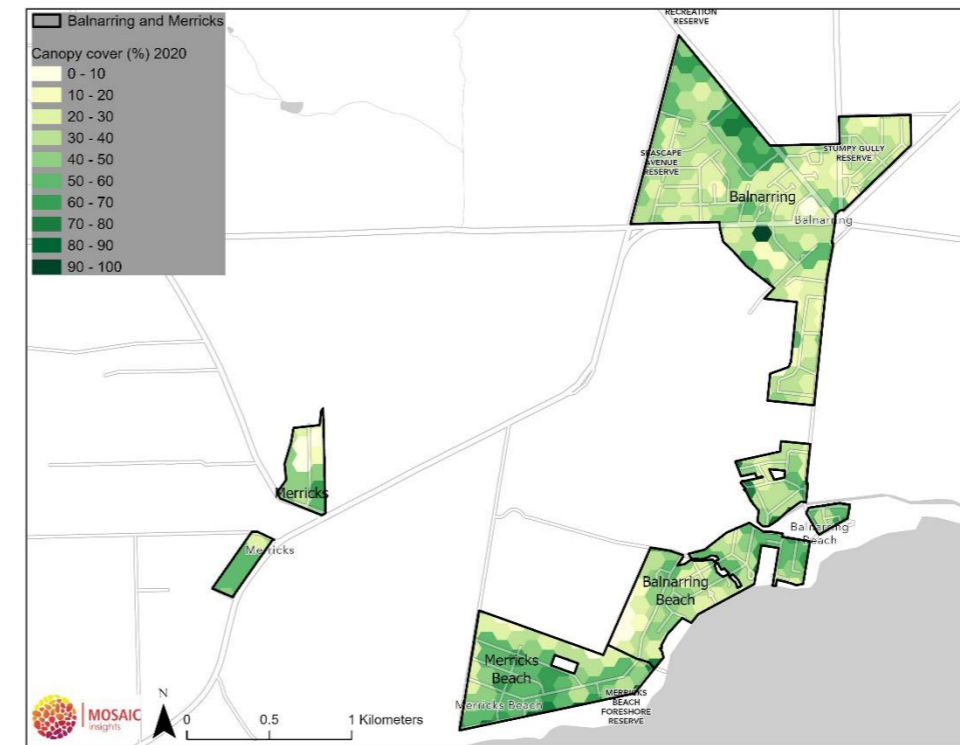 Balnarring and Merricks
Canopy cover (%) 2020
0 - 10
10 - 20
20 - 30
30 - 40
40 - 50
50 - 60
60 - 70
70 - 80
80 - 90
90 - 100
RECREATION
RESERVE
SEASCAPE
AVENUE
RESERVE
STUMPY GULLY
RESERVE
Balnarring
Balnarring
Merricks
Merricks
Balnarring
Beach
Balnarring
Beach
Merricks
Beach
Merricks Beach
MERRICKS
BEACH
FORESHORE
RESERVE
MOSAIC
insights
N
0 0.5 1 Kilometers